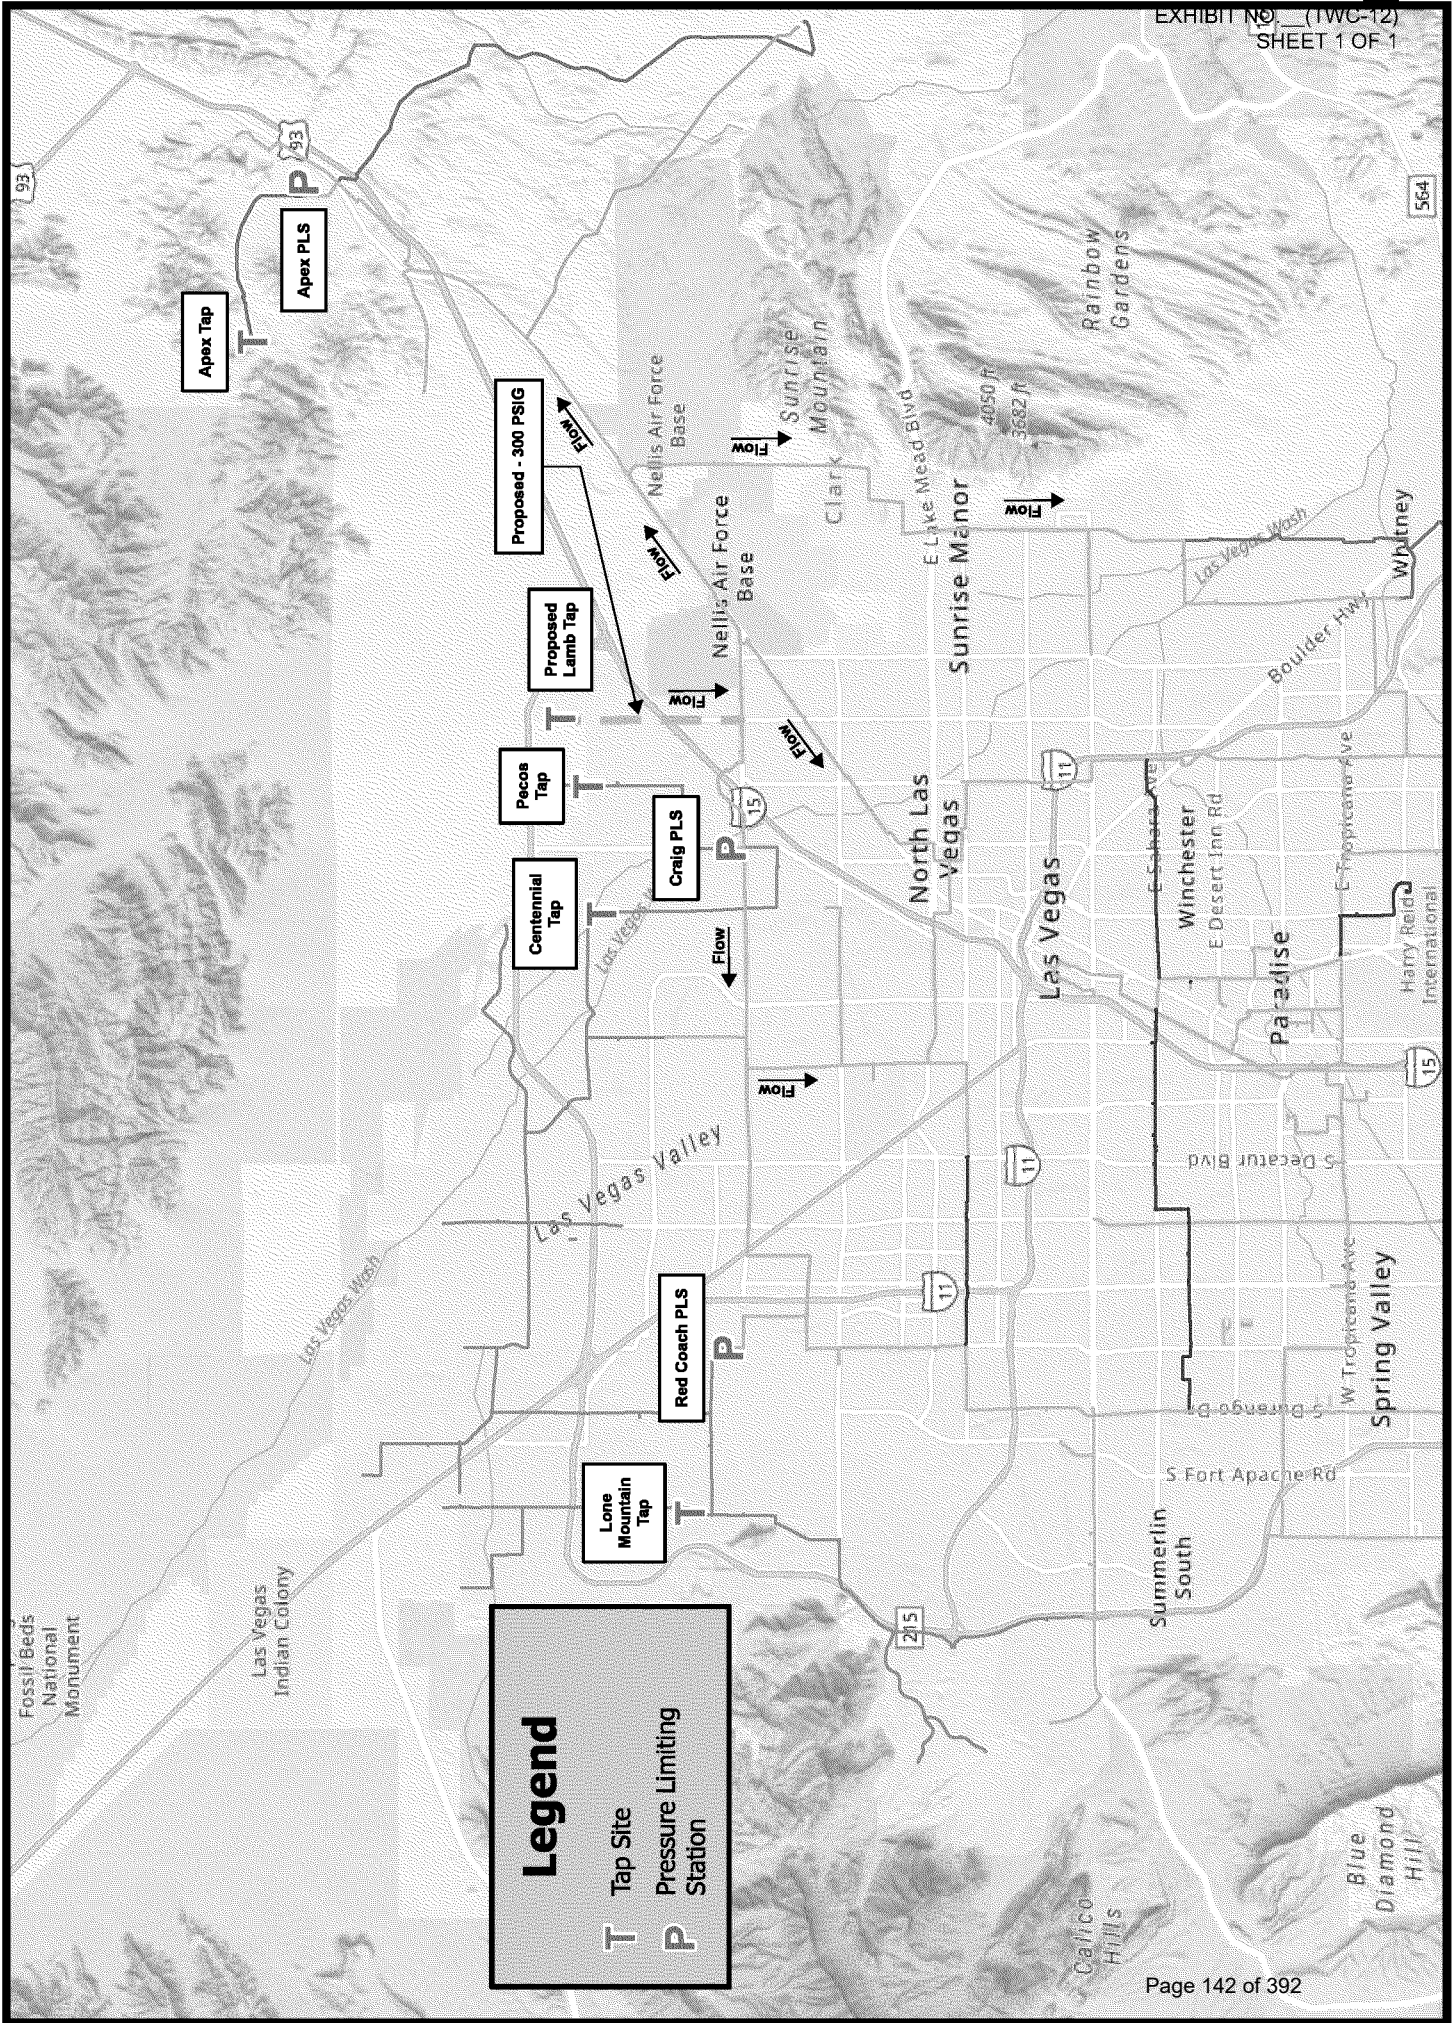 EXHIBIT NO.__(TWC-12)
SHEET 1 OF 1
93
93
P
Apex PLS
Apex Tap
T
564
Rainbow
Gardens
Sunrise
Mountain
4050 ft
3682 ft
Nellis Air Force
Base
Proposed - 300 PSIG
Flow
Flow
Clark
E Lake Mead Blvd
Sunrise Manor
Flow
Flow
Nellis Air Force
Base
Las Vegas Wash
Whitney
Boulder Hwy
Proposed
Lamb Tap
T
Flow
Flow
Pecos
Tap
T
Craig PLS
P
15
Centennial
Tap
T
Las Vegas W
Flow
North Las
Vegas
11
Las Vegas
E Sahara Ave
Winchester
E Desert Inn Rd
E Tropicana Ave
Paradise
Harry Reid
International
15
Flow
Las Vegas Valley
11
S Decatur Blvd
Las Vegas Wash
Red Coach PLS
P
11
W Tropicana Ave
Spring Valley
S Durango Dr
S Fort Apache Rd
Lone
Mountain
Tap
T
Summerlin
South
215
Fossil Beds
National
Monument
Las Vegas
Indian Colony
Legend
T Tap Site
P Pressure Limiting
Station
Calico
Hills
Blue
Diamond
Hill
Page 142 of 392